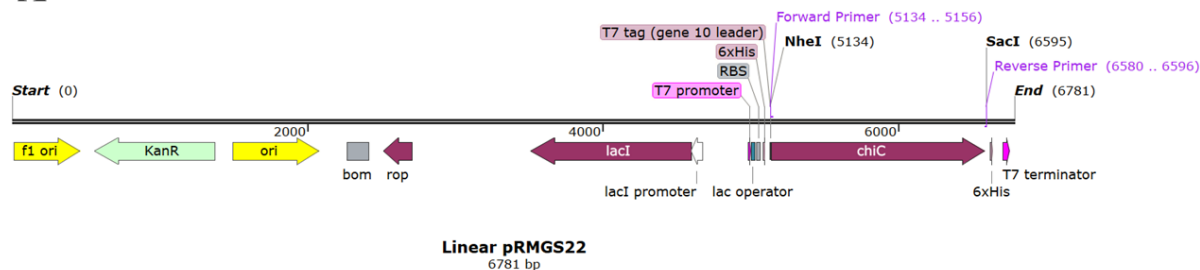 Forward Primer (5134 .. 5156)
T7 tag (gene 10 leader)
NheI (5134)
SacI (6595)
6xHis
Reverse Primer (6580 .. 6596)
RBS
Start (0)
T7 promoter
End (6781)
2000
4000
6000
f1 ori
KanR
ori
lacI
chiC
bom
rop
T7 terminator
lacI promoter
lac operator
6xHis
Linear pRMGS22
6781 bp